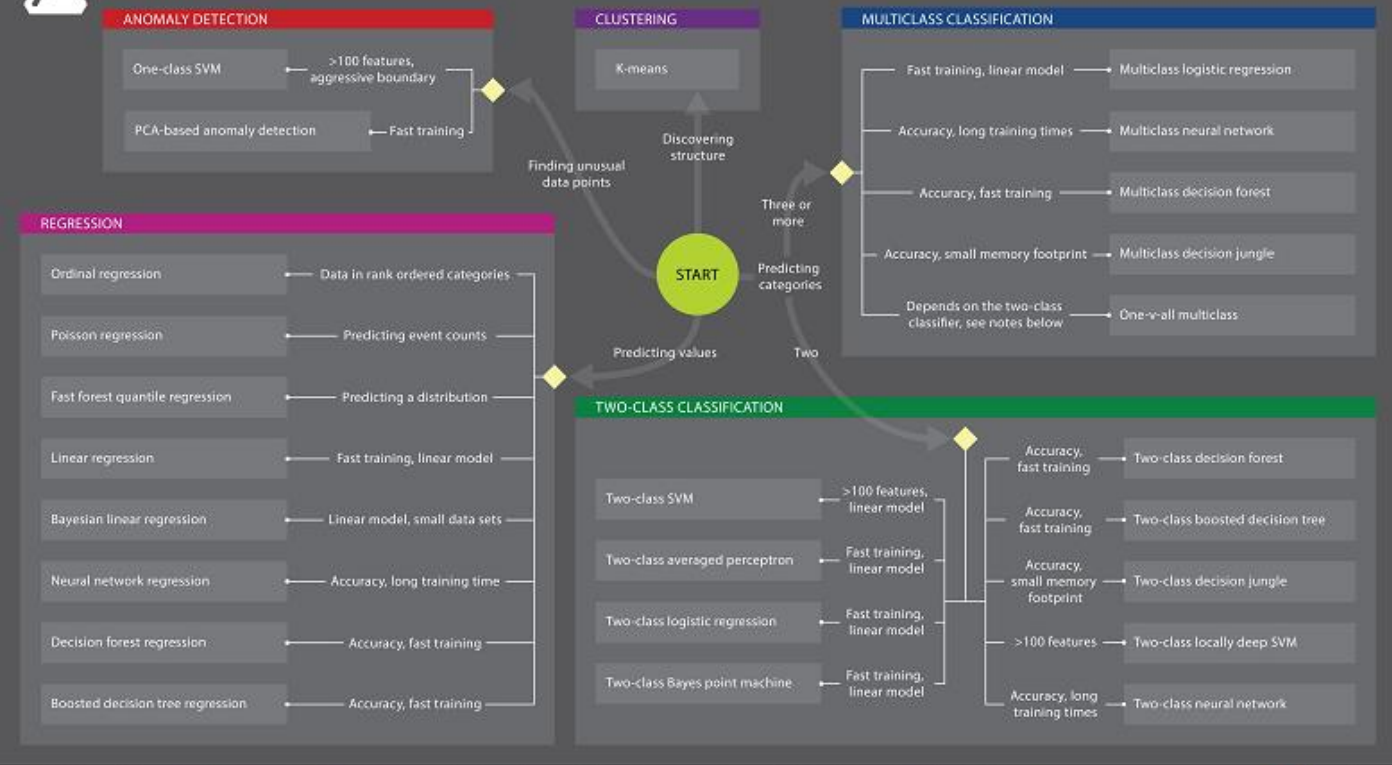 ANOMALY DETECTION
One-class SVM
>100 features,
aggressive boundary
PCA-based anomaly detection
Fast training
CLUSTERING
K-means
MULTICLASS CLASSIFICATION
Fast training, linear model
Multiclass logistic regression
Accuracy, long training times
Multiclass neural network
Accuracy, fast training
Multiclass decision forest
Accuracy, small memory footprint
Multiclass decision jungle
Depends on the two-class
classifier, see notes below
One-v-all multiclass
Finding unusual
data points
Discovering
structure
Three or
more
START
Predicting
categories
Predicting values
Two
REGRESSION
Ordinal regression
Data in rank ordered categories
Poisson regression
Predicting event counts
Fast forest quantile regression
Predicting a distribution
Linear regression
Fast training, linear model
Bayesian linear regression
Linear model, small data sets
Neural network regression
Accuracy, long training time
Decision forest regression
Accuracy, fast training
Boosted decision tree regression
Accuracy, fast training
TWO-CLASS CLASSIFICATION
Two-class SVM
>100 features,
linear model
Two-class averaged perceptron
Fast training,
linear model
Two-class logistic regression
Fast training,
linear model
Two-class Bayes point machine
Fast training,
linear model
Accuracy,
fast training
Two-class decision forest
Accuracy,
fast training
Two-class boosted decision tree
Accuracy,
small memory
footprint
Two-class decision jungle
>100 features
Two-class locally deep SVM
Accuracy, long
training times
Two-class neural network